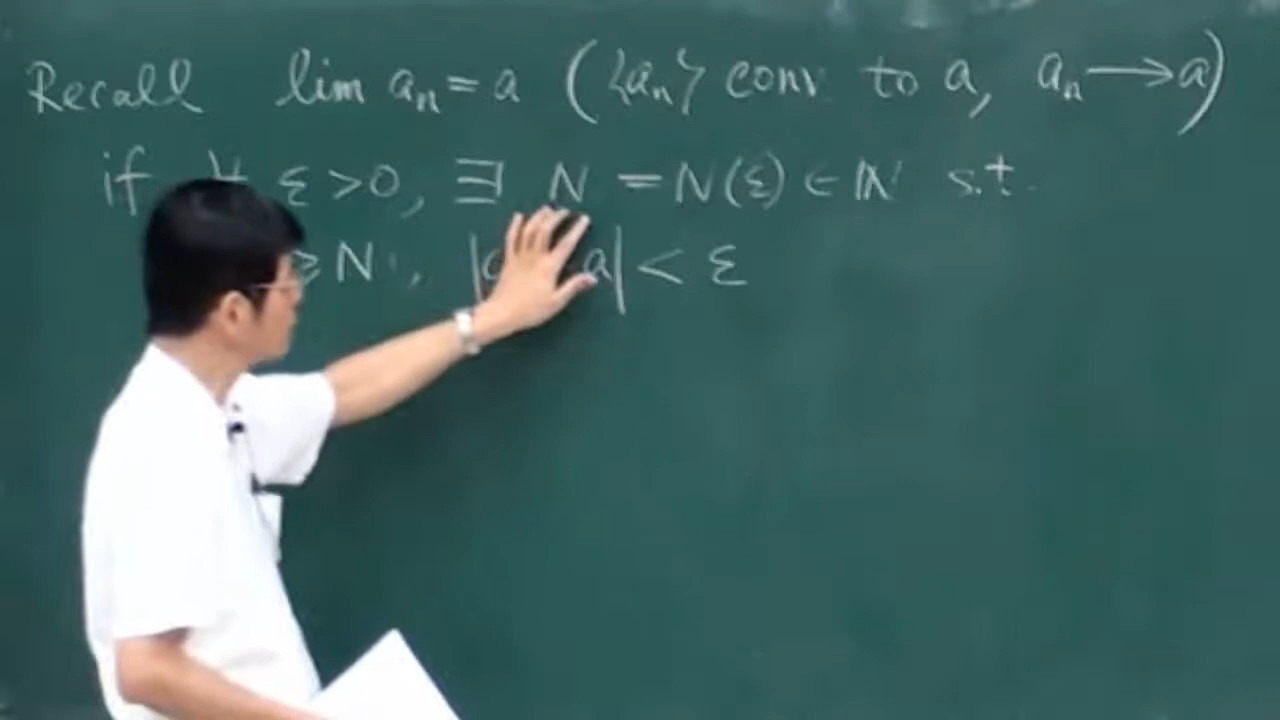 Recall lim aₙ = a ({aₙ} conv. to a, aₙ → a)
if ∀ ε > 0, ∃ N = N(ε) ∈ ℕ s.t.
≥ N, | a| < ε